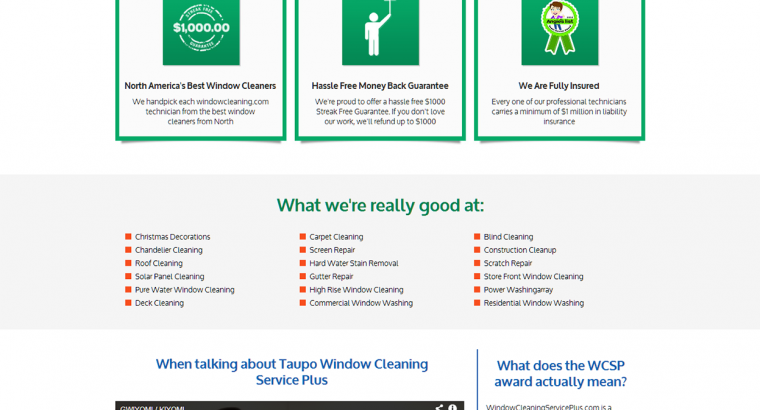 STREAK FREE
$1,000.00
GUARANTEE
Angie's list
North America's Best Window Cleaners
We handpick each windowcleaning.com
technician from the best window
cleaners from North
Hassle Free Money Back Guarantee
We're proud to offer a hassle free $1000
Streak Free Guarantee. If you don't love
our work, we'll refund up to $1000
We Are Fully Insured
Every one of our professional technicians
carries a minimum of $1 million in liability
insurance
What we're really good at:
Christmas Decorations
Chandelier Cleaning
Roof Cleaning
Solar Panel Cleaning
Pure Water Window Cleaning
Deck Cleaning
Carpet Cleaning
Screen Repair
Hard Water Stain Removal
Gutter Repair
High Rise Window Cleaning
Commercial Window Washing
Blind Cleaning
Construction Cleanup
Scratch Repair
Store Front Window Cleaning
Power Washingarray
Residential Window Washing
When talking about Taupo Window Cleaning
Service Plus
GWIYOMI / KIYOMI
What does the WCSP
award actually mean?
WindowCleaningServicePlus.com is a